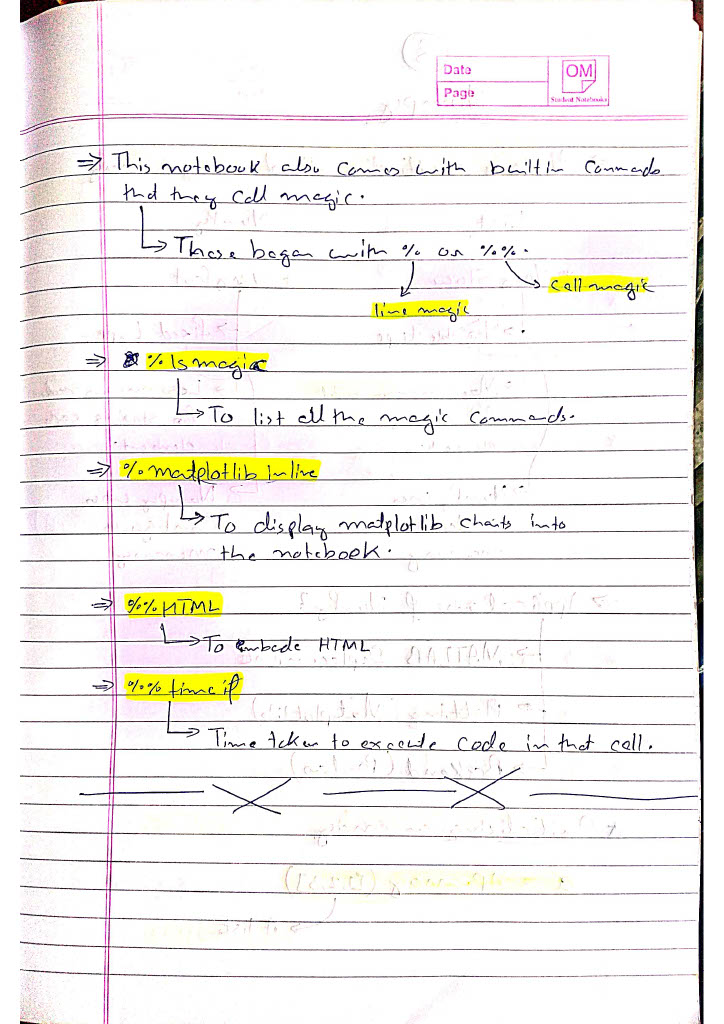 Date
OM
Page
Student Notebooks
⇒ This notebook also comes with builtin Commands
that they call magic.
↳ These began with % or %%.
cell magic
line magic
⇒ % lsmagic
↳ To list all the magic Commands.
⇒ % matplotlib inline
↳ To display matplotlib charts into
the notebook.
⇒ %% HTML
↳ To embede HTML
⇒ %% timeit
↳ Time taken to execute code in that cell.